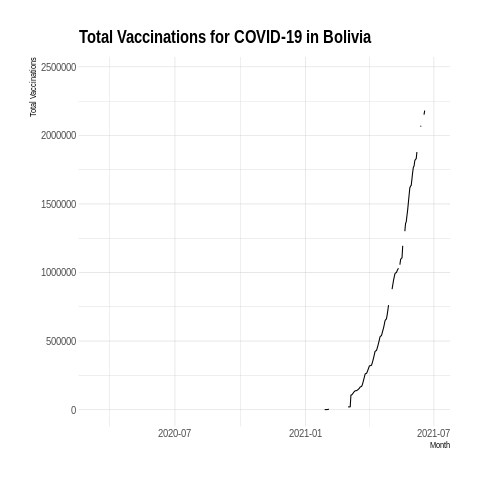 Total Vaccinations for COVID-19 in Bolivia
Total Vaccinations
2500000
2000000
1500000
1000000
500000
0
2020-07 2021-01 2021-07
Month